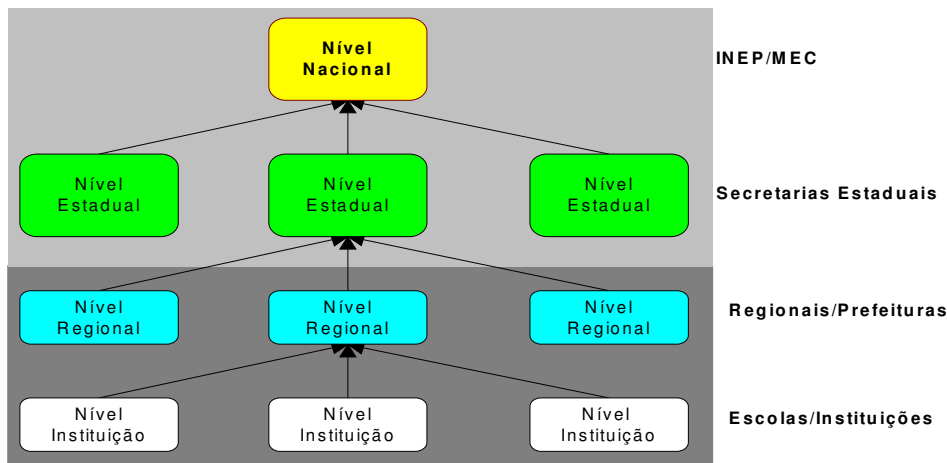 Nível
Nacional
INEP/MEC
Nível
Estadual
Nível
Estadual
Nível
Estadual
Secretarias Estaduais
Nível
Regional
Nível
Regional
Nível
Regional
Regionais/Prefeituras
Nível
Instituição
Nível
Instituição
Nível
Instituição
Escolas/Instituições